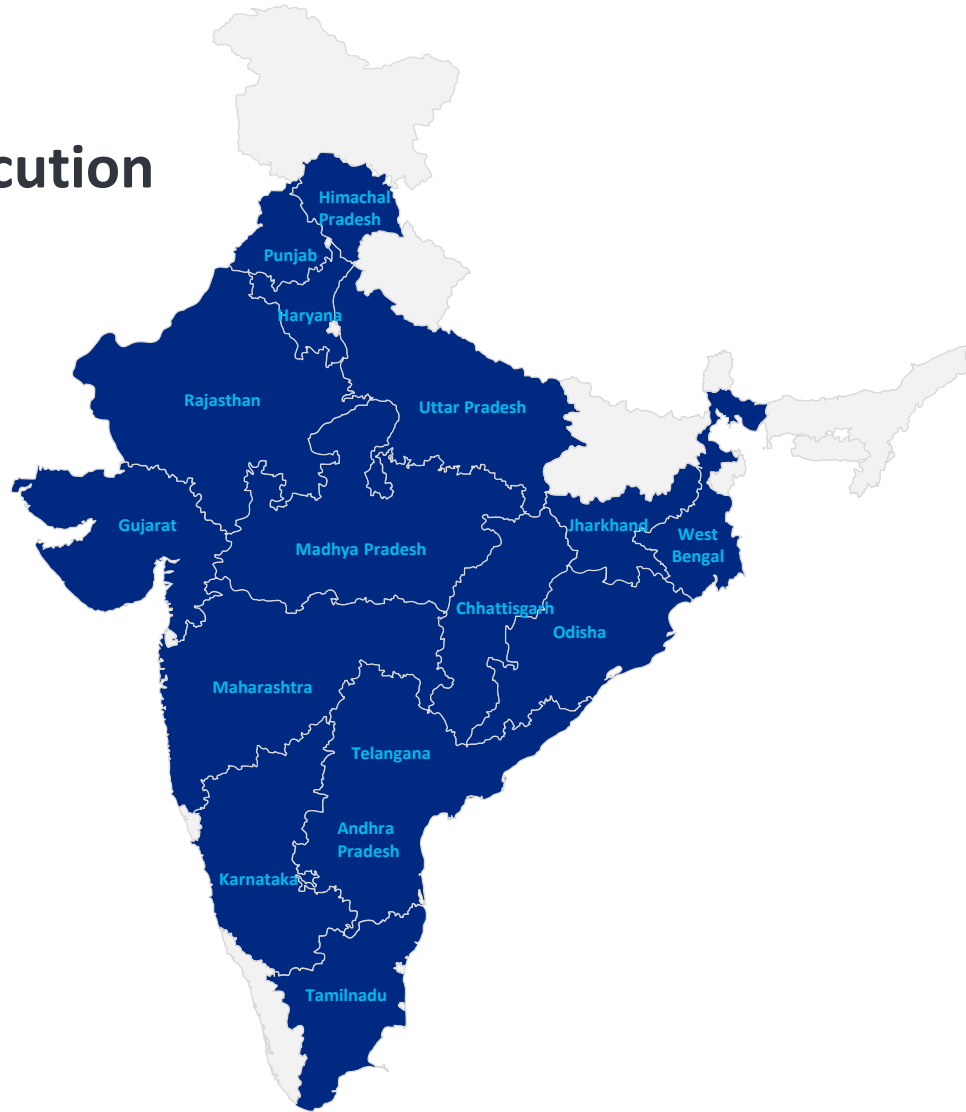 cution
Himachal
Pradesh
Punjab
Haryana
Rajasthan
Uttar Pradesh
Gujarat
Jharkhand
West
Bengal
Madhya Pradesh
Chhattisgarh
Odisha
Maharashtra
Telangana
Andhra
Pradesh
Karnataka
Tamilnadu